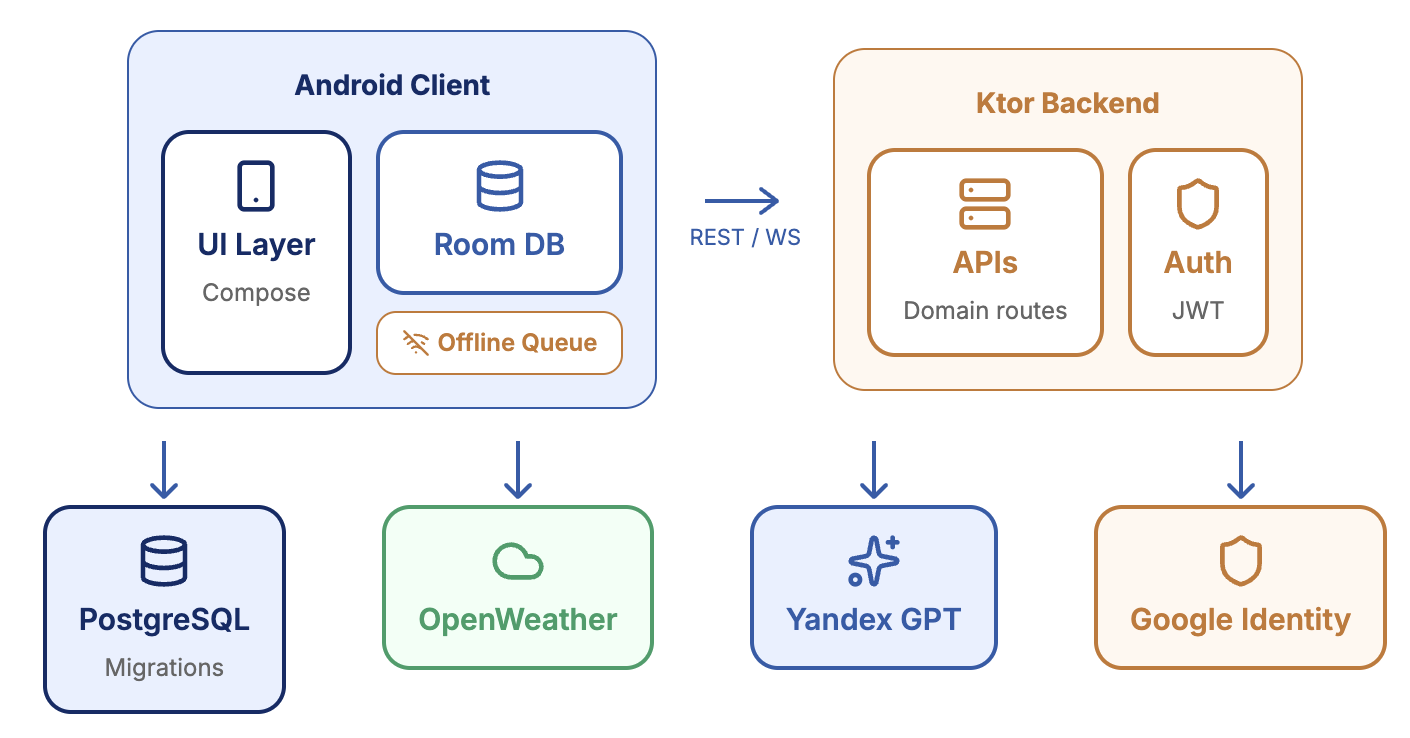 Android Client
UI Layer
Compose
Room DB
Offline Queue
REST / WS
Ktor Backend
APIs
Domain routes
Auth
JWT
PostgreSQL
Migrations
OpenWeather
Yandex GPT
Google Identity